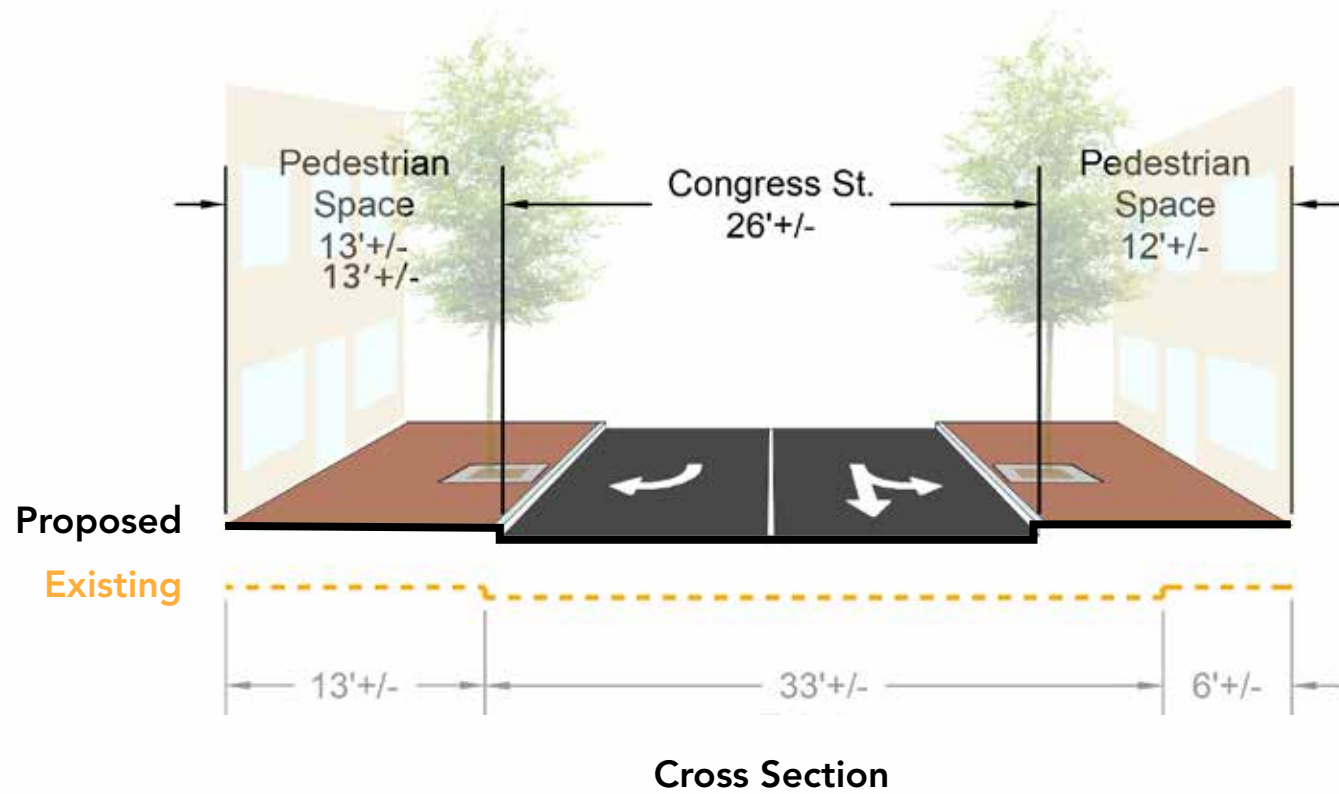 Pedestrian
Space
13'+/-
13'+/-
Congress St.
26'+/-
Pedestrian
Space
12'+/-
Proposed
Existing
13'+/-
33'+/-
6'+/-
Cross Section